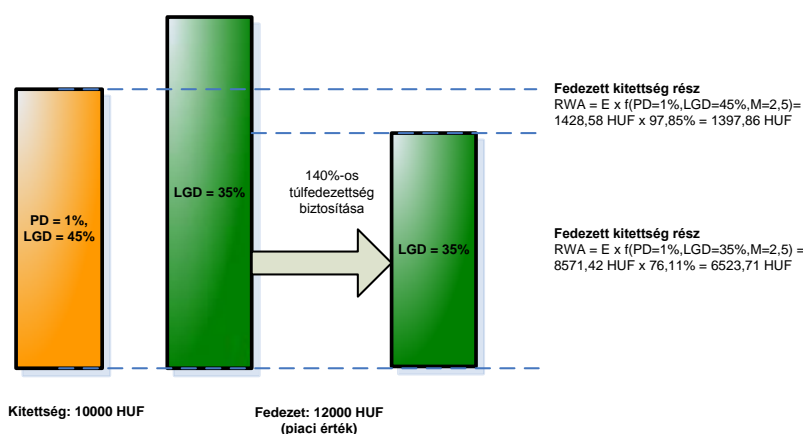 Fedezett kitettség rész
RWA = E x f(PD=1%,LGD=45%,M=2,5)=
1428,58 HUF x 97,85% = 1397,86 HUF
140%-os
túlfedezettség
biztosítása
LGD = 35%
PD = 1%,
LGD = 45%
LGD = 35%
Fedezett kitettség rész
RWA = E x f(PD=1%,LGD=35%,M=2,5) =
8571,42 HUF x 76,11% = 6523,71 HUF
Kitettség: 10000 HUF
Fedezet: 12000 HUF
(piaci érték)